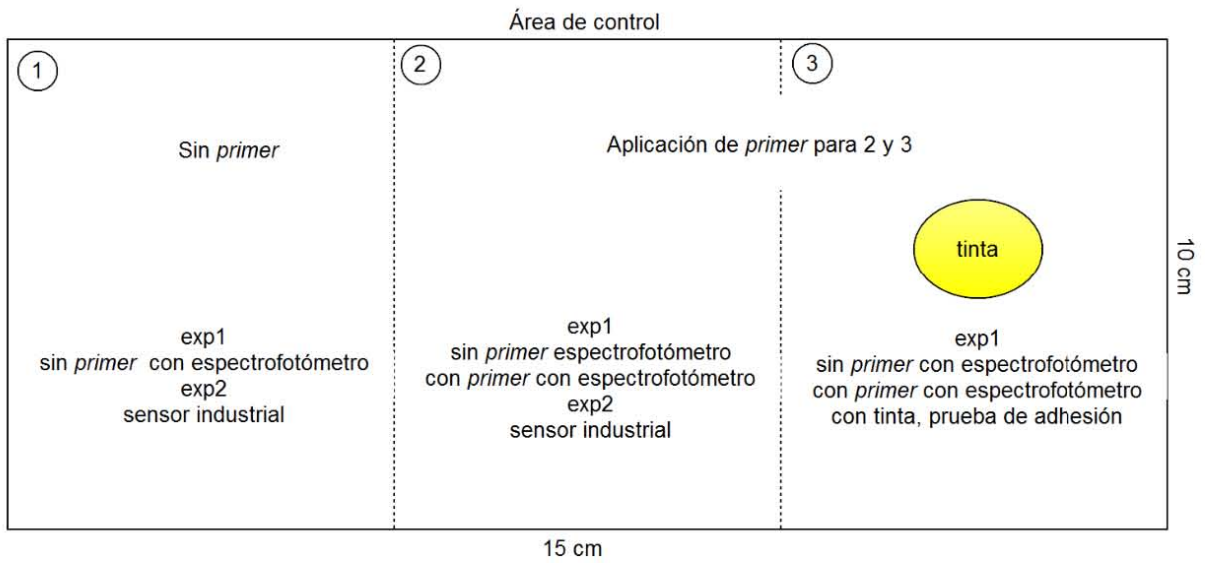 Área de control
1
2
3
Sin primer
Aplicación de primer para 2 y 3
tinta
exp1
sin primer con espectrofotómetro
exp2
sensor industrial
exp1
sin primer espectrofotómetro
con primer con espectrofotómetro
exp2
sensor industrial
exp1
sin primer con espectrofotómetro
con primer con espectrofotómetro
con tinta, prueba de adhesión
10 cm
15 cm